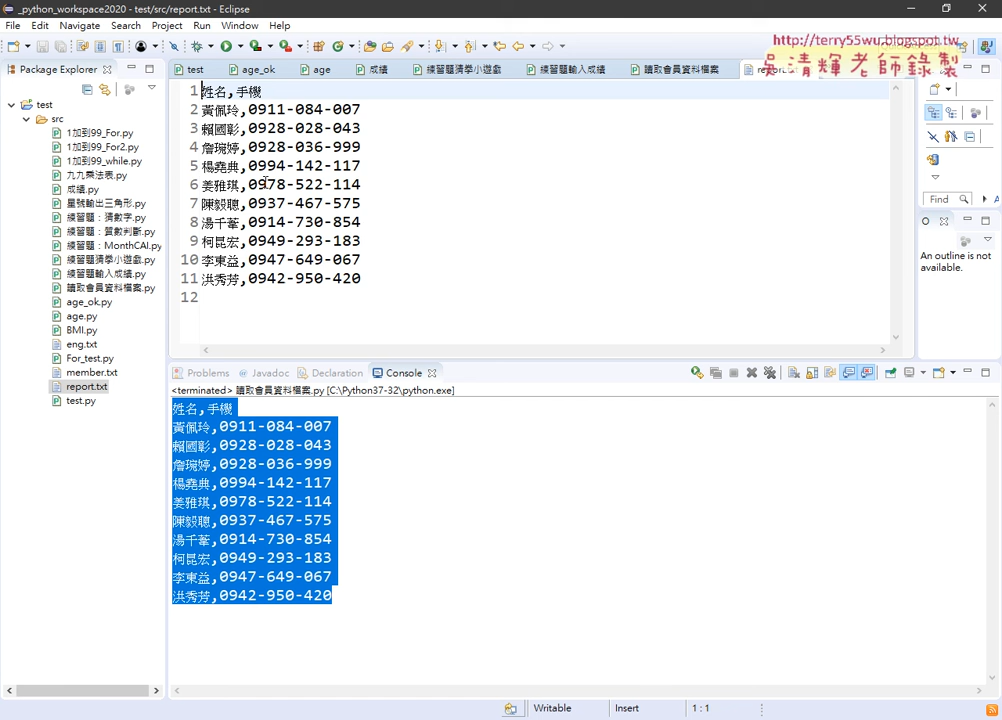 _python_workspace2020 - test/src/report.txt - Eclipse
File Edit Navigate Search Project Run Window Help
http://terry55wu.blogspot.tw
吳清輝老師錄製
Package Explorer
test age_ok age 成績 練習題清學小遊戲 練習題輸入成績 讀取會員資料檔案
test
src
1加到99_For.py
1加到99_For2.py
1加到99_while.py
九九乘法表.py
成績.py
星號輸出三角形.py
練習題：猜數字.py
練習題：質數判斷.py
練習題：MonthCAI.py
練習題清學小遊戲.py
練習題輸入成績.py
讀取會員資料檔案.py
age_ok.py
age.py
BMI.py
eng.txt
For_test.py
member.txt
report.txt
test.py
1 姓名,手機
2 黃佩玲,0911-084-007
3 賴國彰,0928-028-043
4 詹琬婷,0928-036-999
5 楊堯典,0994-142-117
6 姜雅琪,0978-522-114
7 陳毅聰,0937-467-575
8 湯千葦,0914-730-854
9 柯昆宏,0949-293-183
10 李東益,0947-649-067
11 洪秀芳,0942-950-420
12
Find
An outline is not available.
Problems Javadoc Declaration Console
<terminated> 讀取會員資料檔案.py [C:\Python37-32\python.exe]
姓名,手機
黃佩玲,0911-084-007
賴國彰,0928-028-043
詹琬婷,0928-036-999
楊堯典,0994-142-117
姜雅琪,0978-522-114
陳毅聰,0937-467-575
湯千葦,0914-730-854
柯昆宏,0949-293-183
李東益,0947-649-067
洪秀芳,0942-950-420
Writable Insert 1 : 1